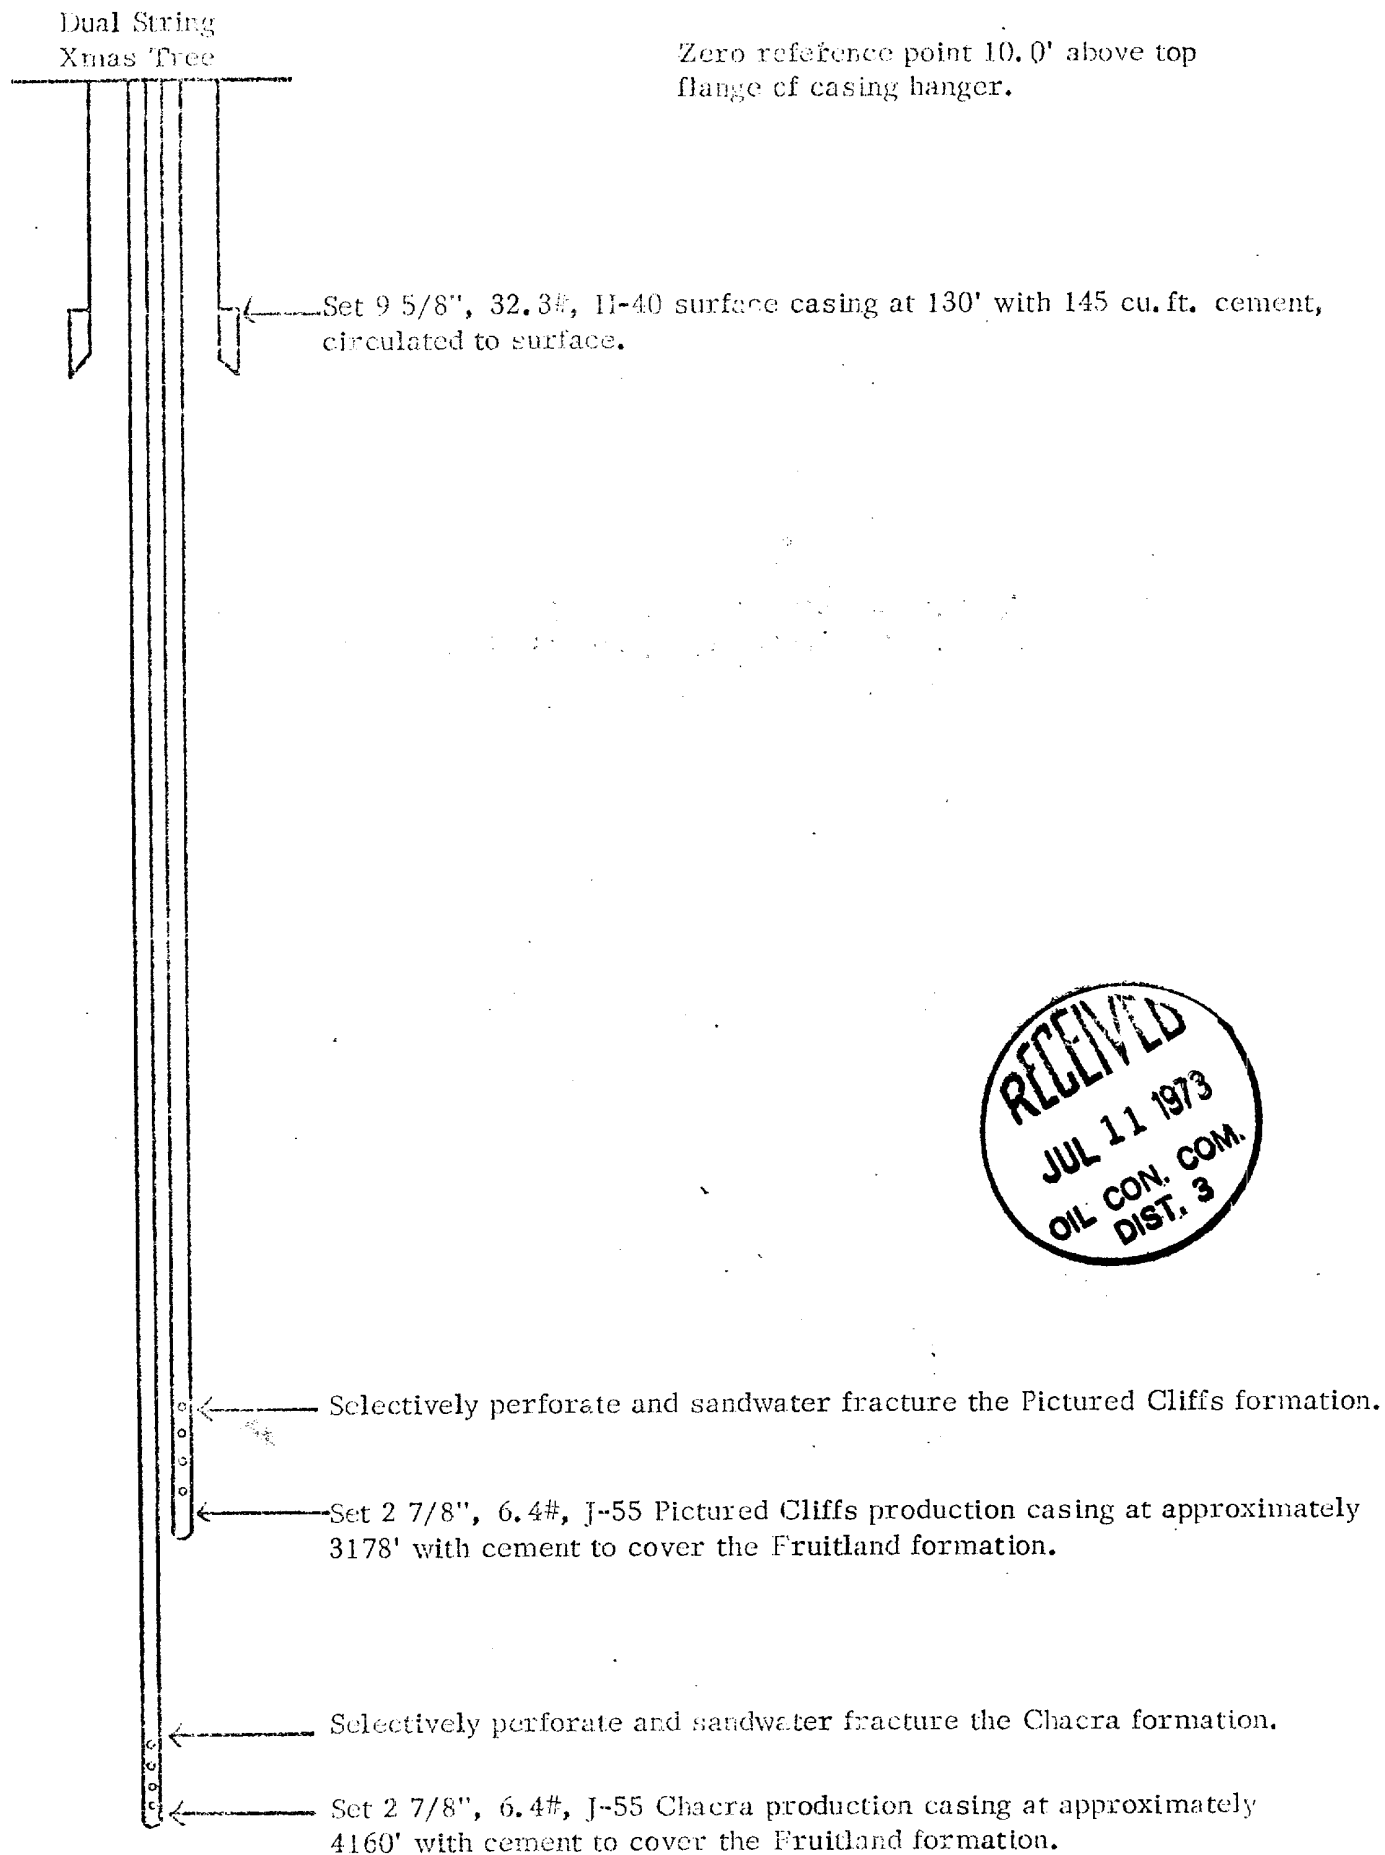 Dual String
Xmas Tree
Zero reference point 10.0' above top
flange of casing hanger.
Set 9 5/8", 32.3#, H-40 surface casing at 130' with 145 cu. ft. cement,
circulated to surface.
RECEIVED
JUL 11 1973
OIL CON. COM.
DIST. 3
Selectively perforate and sandwater fracture the Pictured Cliffs formation.
Set 2 7/8", 6.4#, J-55 Pictured Cliffs production casing at approximately
3178' with cement to cover the Fruitland formation.
Selectively perforate and sandwater fracture the Chacra formation.
Set 2 7/8", 6.4#, J-55 Chacra production casing at approximately
4160' with cement to cover the Fruitland formation.